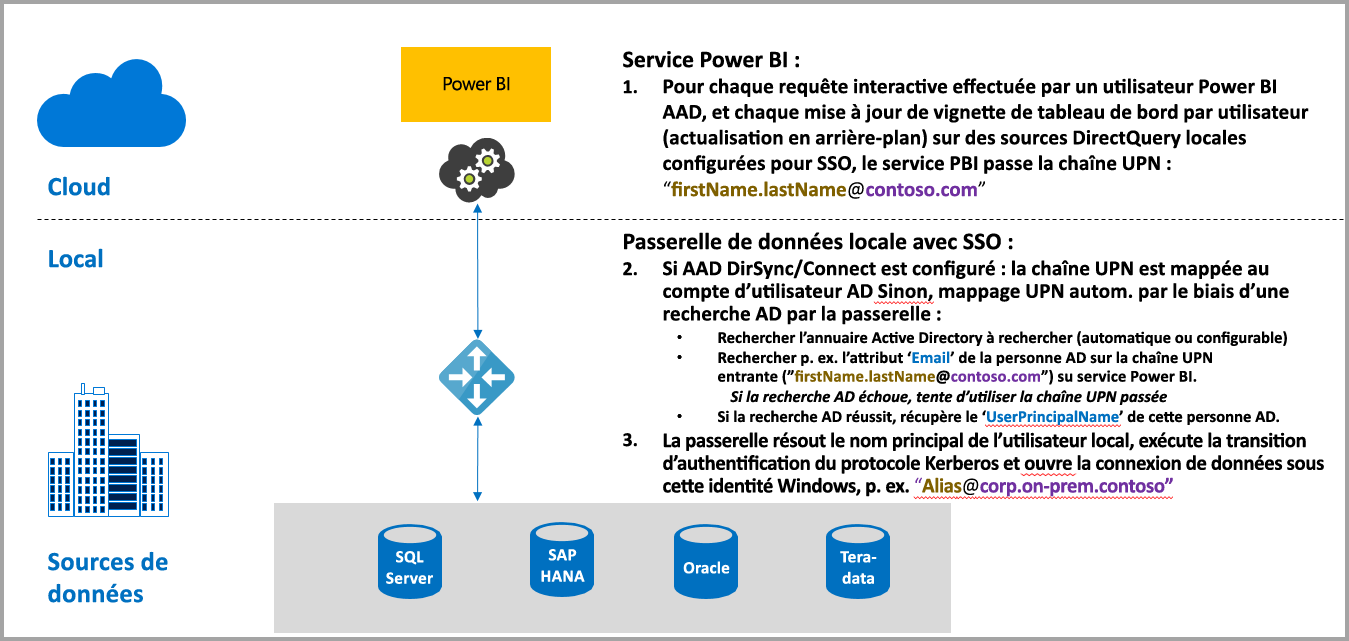 Power BI
Cloud
Service Power BI :
1. Pour chaque requête interactive effectuée par un utilisateur Power BI
AAD, et chaque mise à jour de vignette de tableau de bord par utilisateur
(actualisation en arrière-plan) sur des sources DirectQuery locales
configurées pour SSO, le service PBI passe la chaîne UPN :
“firstName.lastName@contoso.com”
Local
Passerelle de données locale avec SSO :
2. Si AAD DirSync/Connect est configuré : la chaîne UPN est mappée au
compte d’utilisateur AD Sinon, mappage UPN autom. par le biais d’une
recherche AD par la passerelle :
• Rechercher l’annuaire Active Directory à rechercher (automatique ou configurable)
• Rechercher p. ex. l’attribut ‘Email’ de la personne AD sur la chaîne UPN
entrante (”firstName.lastName@contoso.com”) su service Power BI.
Si la recherche AD échoue, tente d’utiliser la chaîne UPN passée
• Si la recherche AD réussit, récupère le ‘UserPrincipalName’ de cette personne AD.
3. La passerelle résout le nom principal de l’utilisateur local, exécute la transition
d’authentification du protocole Kerberos et ouvre la connexion de données sous
cette identité Windows, p. ex. “Alias@corp.on-prem.contoso”
Sources de
données
SQL
Server
SAP
HANA
Oracle
Tera-
data